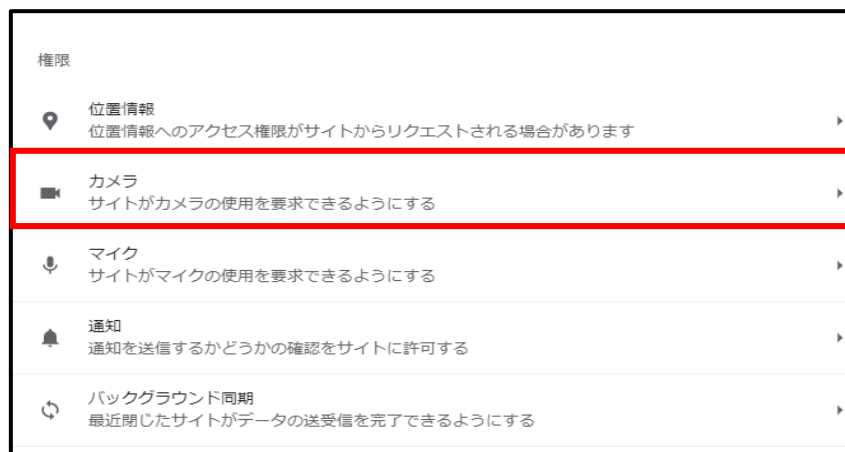 権限
位置情報
位置情報へのアクセス権限がサイトからリクエストされる場合があります
カメラ
サイトがカメラの使用を要求できるようにする
マイク
サイトがマイクの使用を要求できるようにする
通知
通知を送信するかどうかの確認をサイトに許可する
バックグラウンド同期
最近閉じたサイトがデータの送受信を完了できるようにする